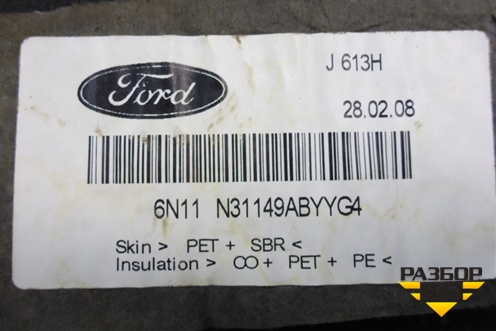 J 613H
Ford
28.02.08
6N11 N31149ABYYG4
Skin > PET + SBR <
Insulation > CO + PET + PE <
РАЗБОР